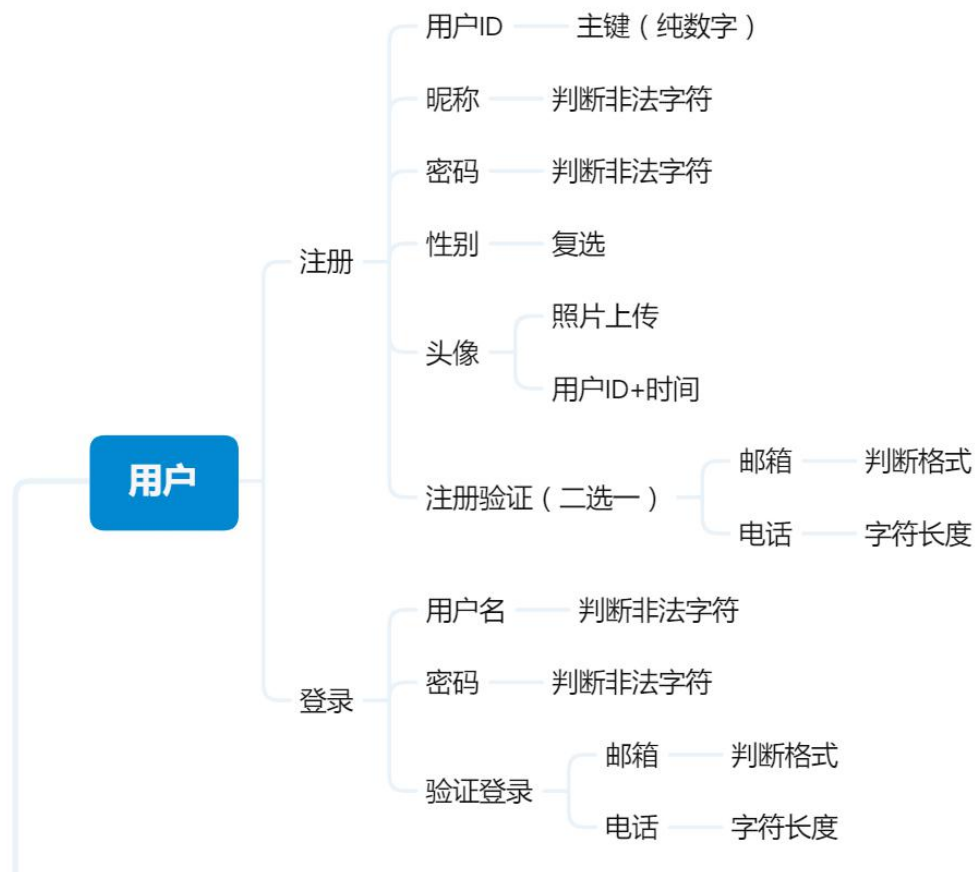 用户
注册
用户ID
主键（纯数字）
昵称
判断非法字符
密码
判断非法字符
性别
复选
头像
照片上传
用户ID+时间
注册验证（二选一）
邮箱
判断格式
电话
字符长度
登录
用户名
判断非法字符
密码
判断非法字符
验证登录
邮箱
判断格式
电话
字符长度